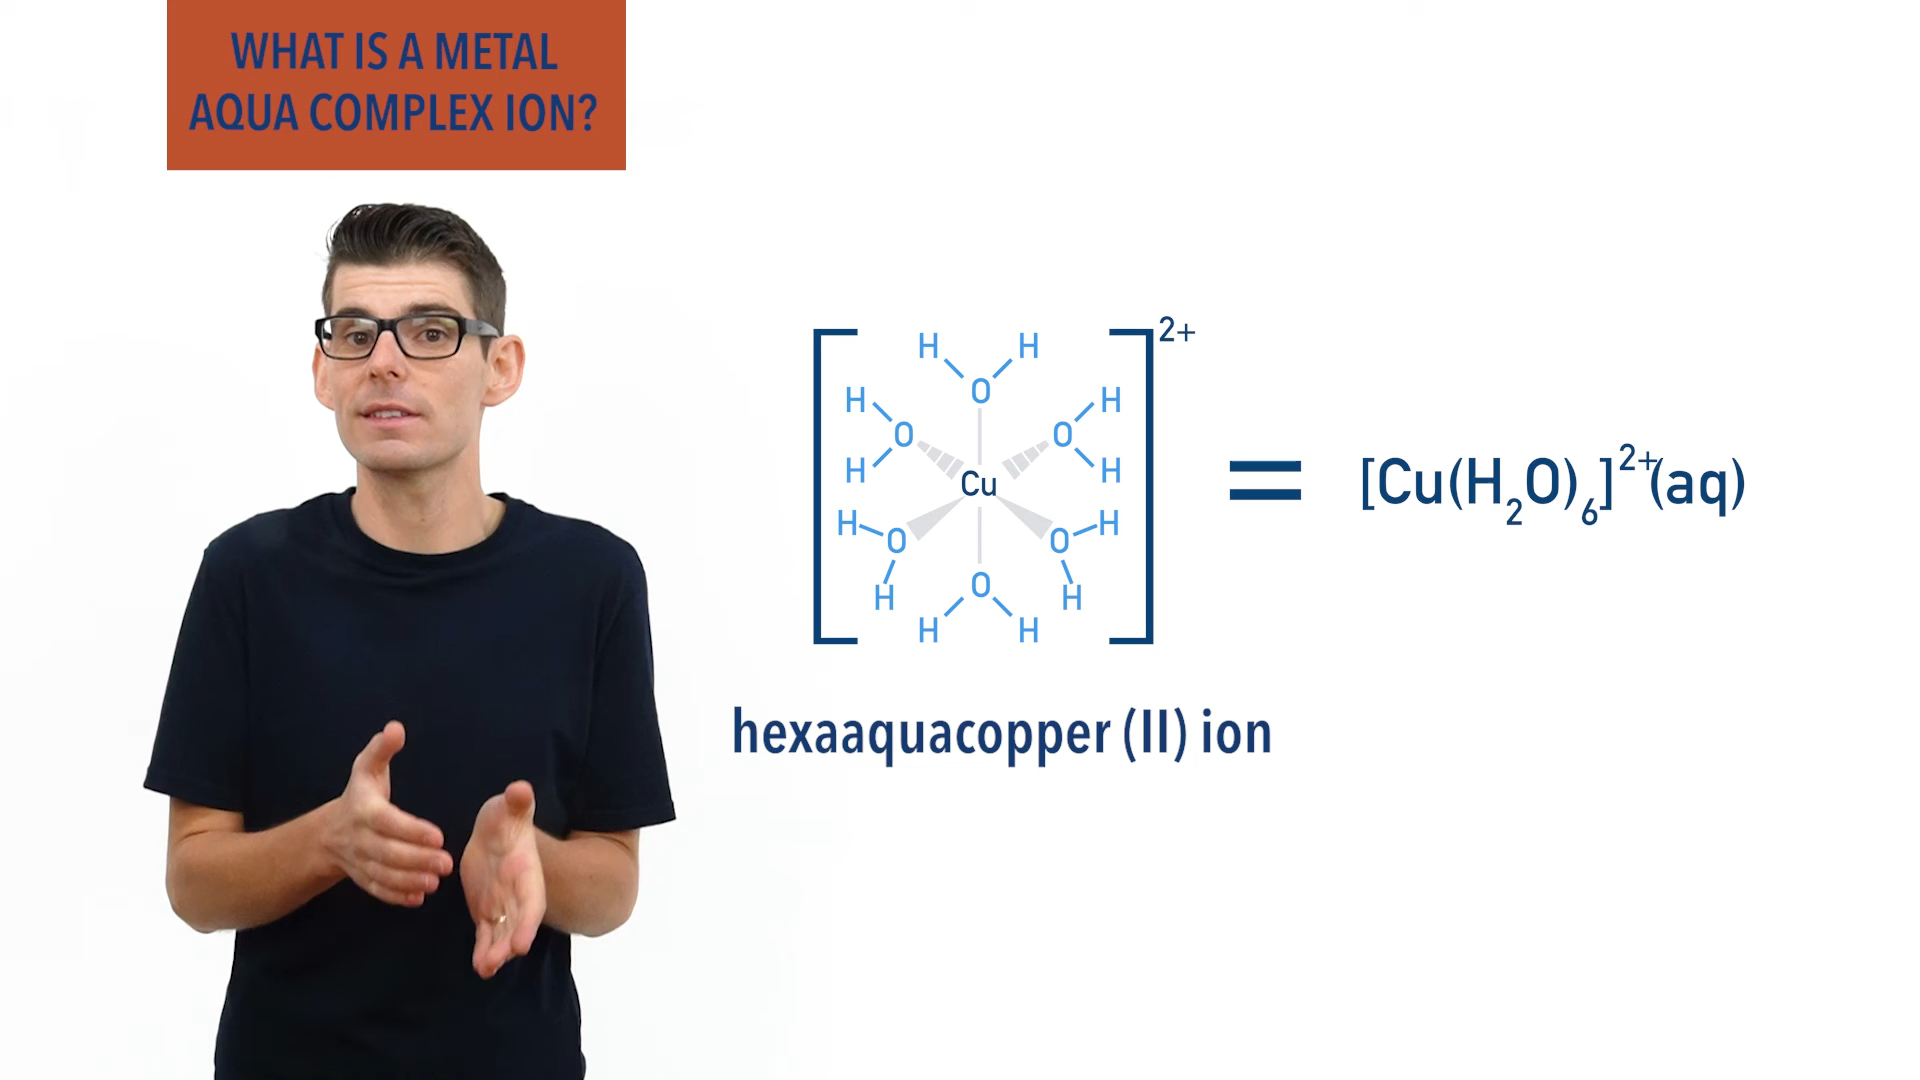 WHAT IS A METAL
AQUA COMPLEX ION?
2+
H H
O
H O O H
H H
Cu
H O O H
H H
O
H H
= [Cu(H₂O)₆]²⁺(aq)
hexaaquacopper (II) ion